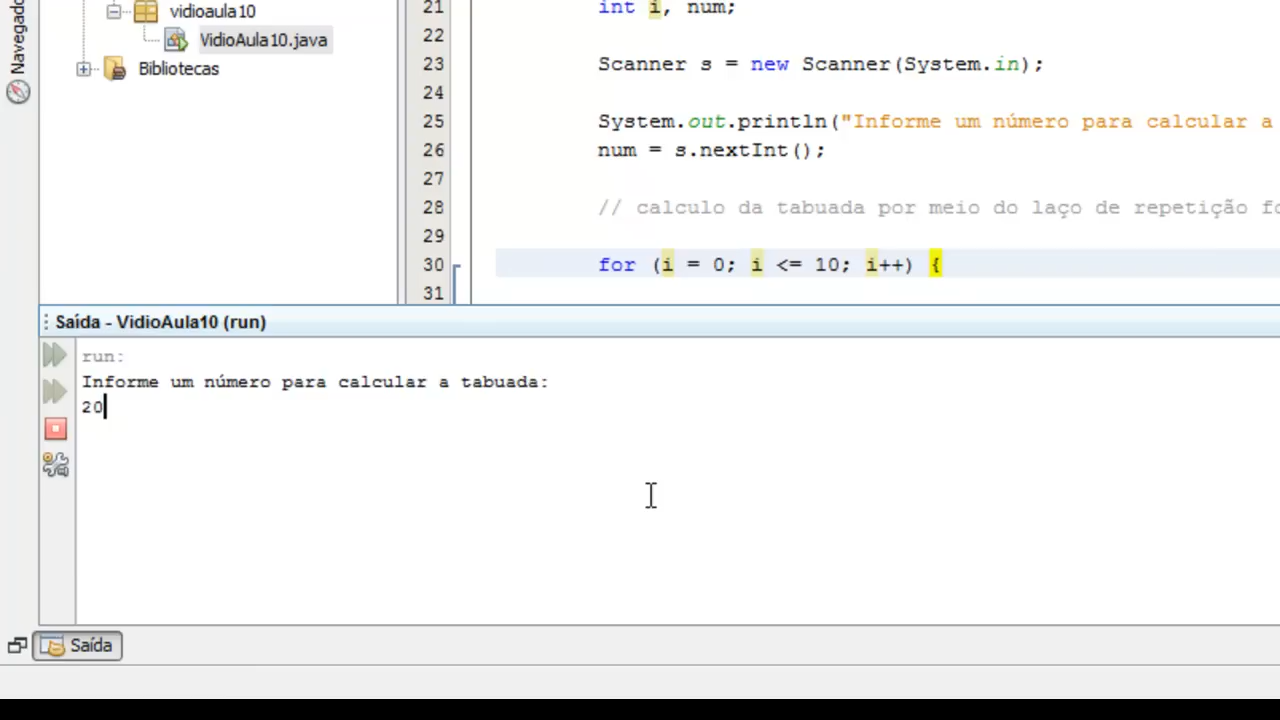 Navegado
vidioaula10
VidioAula10.java
Bibliotecas
21 int i, num;
22
23 Scanner s = new Scanner(System.in);
24
25 System.out.println("Informe um número para calcular a
26 num = s.nextInt();
27
28 // calculo da tabuada por meio do laço de repetição fo
29
30 for (i = 0; i <= 10; i++) {
31
Saída - VidioAula10 (run)
run:
Informe um número para calcular a tabuada:
20
Saída